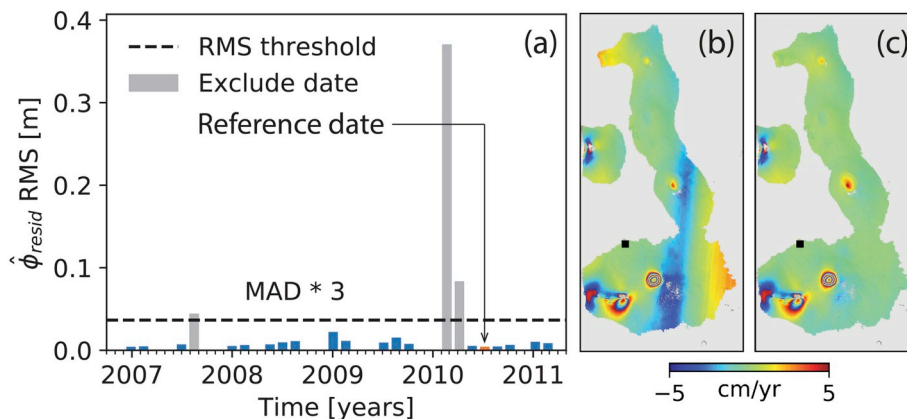 0.4
0.3
0.2
0.1
0.0
φ̂resid RMS [m]
RMS threshold
Exclude date
Reference date
MAD * 3
(a)
2007 2008 2009 2010 2011
Time [years]
(b)
(c)
−5 cm/yr 5